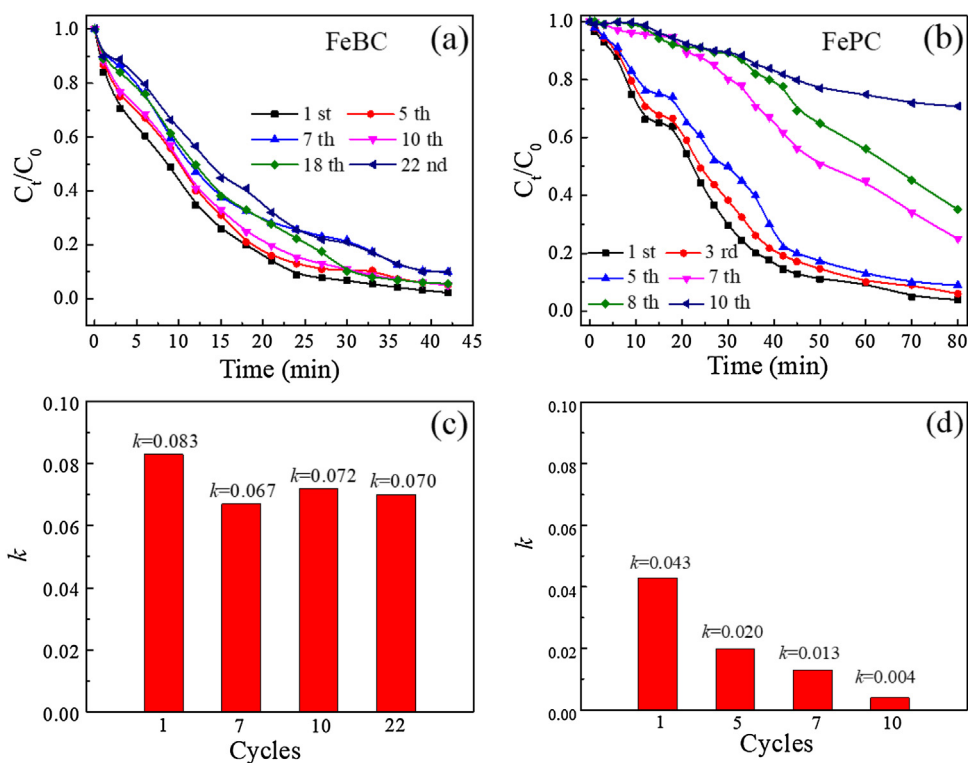 FeBC
(a)
1 st
5 th
7 th
10 th
18 th
22 nd
1.0
0.8
0.6
0.4
0.2
0.0
Ct/C0
0 5 10 15 20 25 30 35 40 45
Time (min)
FePC
(b)
1 st
3 rd
5 th
7 th
8 th
10 th
1.0
0.8
0.6
0.4
0.2
0.0
Ct/C0
0 10 20 30 40 50 60 70 80
Time (min)
(c)
0.10
0.08
0.06
0.04
0.02
0.00
k
k=0.083
k=0.067
k=0.072
k=0.070
1 7 10 22
Cycles
(d)
0.10
0.08
0.06
0.04
0.02
0.00
k
k=0.043
k=0.020
k=0.013
k=0.004
1 5 7 10
Cycles